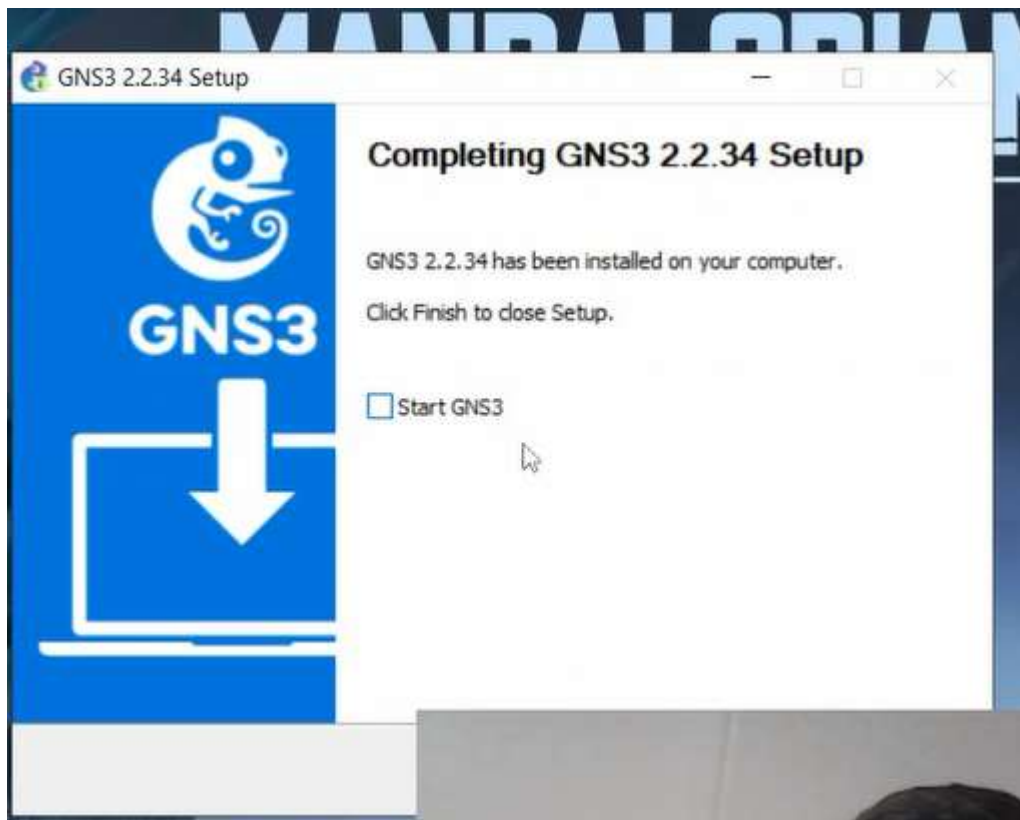 MANDALORIAN
GNS3 2.2.34 Setup
Completing GNS3 2.2.34 Setup
GNS3 2.2.34 has been installed on your computer.
Click Finish to close Setup.
GNS3
Start GNS3